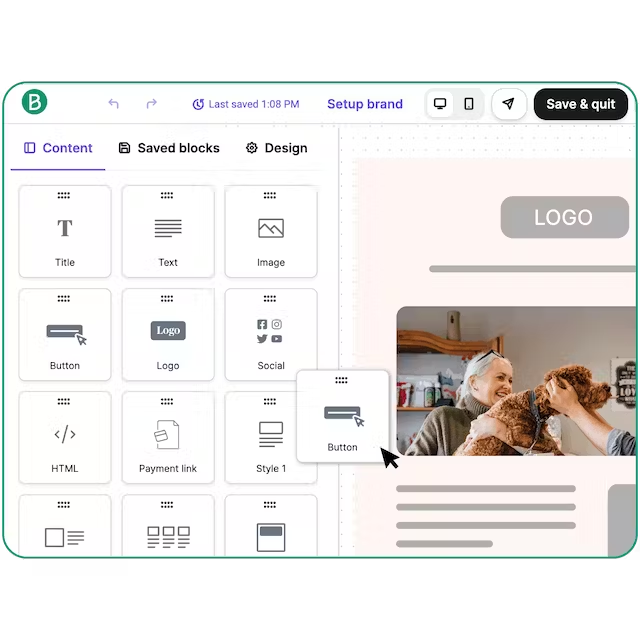 B
Last saved 1:08 PM
Setup brand
Save & quit
Content
Saved blocks
Design
LOGO
T
Title
Text
Image
Button
Logo
Logo
Social
Button
HTML
Payment link
Style 1
LOVE